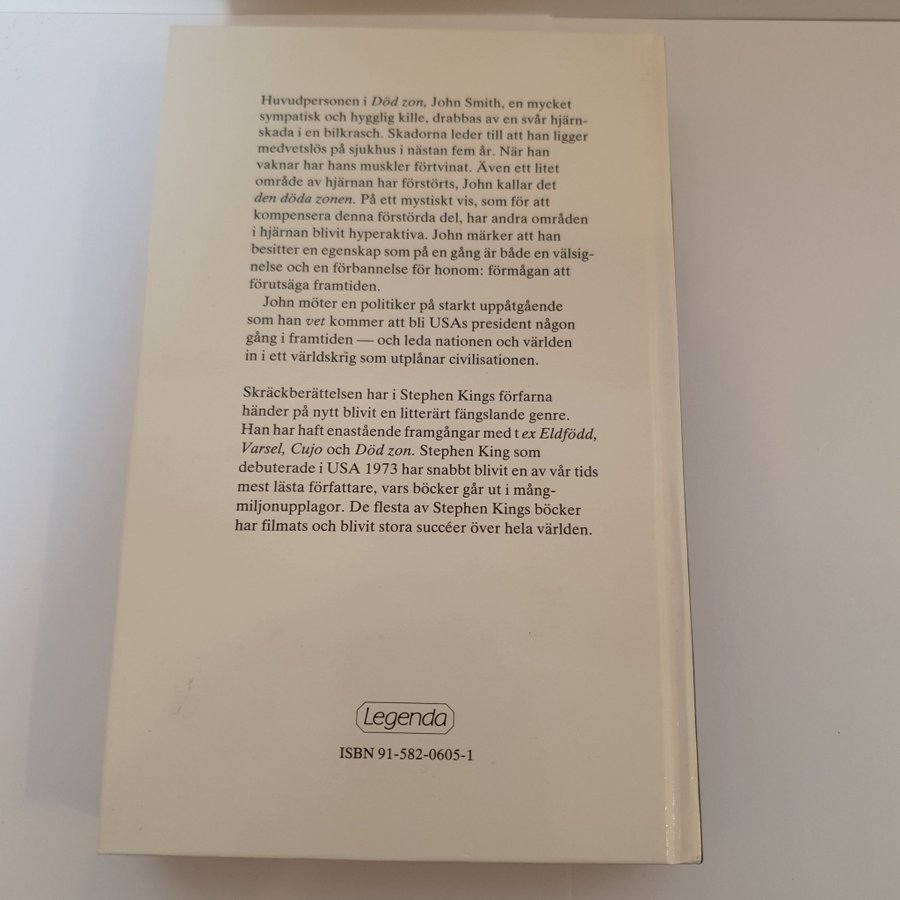 Huvudpersonen i Död zon, John Smith, en mycket
sympatisk och hygglig kille, drabbas av en svår hjärn-
skada i en bilkrasch. Skadorna leder till att han ligger
medvetslös på sjukhus i nästan fem år. När han
vaknar har hans muskler förtvinat. Även ett litet
område av hjärnan har förstörts, John kallar det
den döda zonen. På ett mystiskt vis, som för att
kompensera denna förstörda del, har andra områden
i hjärnan blivit hyperaktiva. John märker att han
besitter en egenskap som på en gång är både en välsig-
nelse och en förbannelse för honom: förmågan att
förutsäga framtiden.
John möter en politiker på starkt uppåtgående
som han vet kommer att bli USAs president någon
gång i framtiden — och leda nationen och världen
in i ett världskrig som utplånar civilisationen.
Skräckberättelsen har i Stephen Kings förfarna
händer på nytt blivit en litterärt fängslande genre.
Han har haft enastående framgångar med t ex Eldfödd,
Varsel, Cujo och Död zon. Stephen King som
debuterade i USA 1973 har snabbt blivit en av vår tids
mest lästa författare, vars böcker går ut i mång-
miljonupplagor. De flesta av Stephen Kings böcker
har filmats och blivit stora succéer över hela världen.
Legenda
ISBN 91-582-0605-1